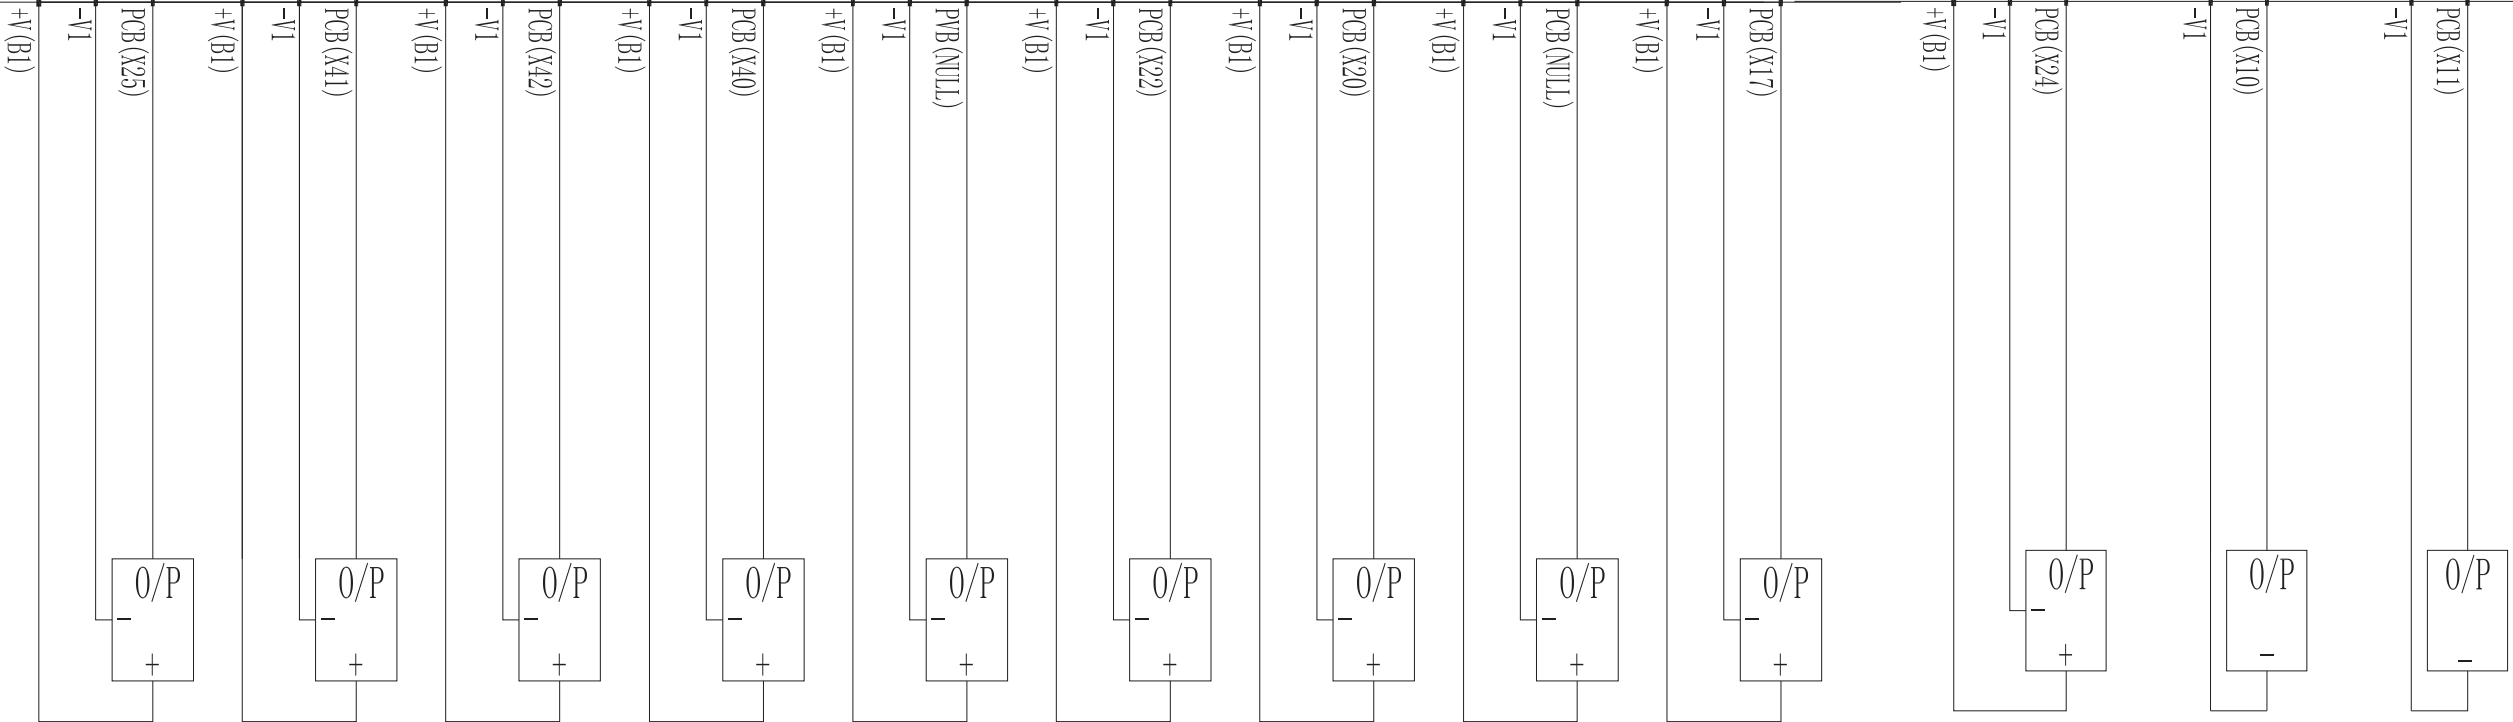 +V(B1)
-V1
PCB(X25)
+V(B1)
-V1
PCB(X41)
+V(B1)
-V1
PCB(X42)
+V(B1)
-V1
PCB(X40)
+V(B1)
-V1
PVB(NULL)
+V(B1)
-V1
PCB(X22)
+V(B1)
-V1
PCB(X20)
+V(B1)
-V1
PCB(NULL)
+V(B1)
-V1
PCB(X17)
+V(B1)
-V1
PCB(X24)
-V1
PCB(X10)
-V1
PCB(X11)
O/P
-
+
O/P
-
+
O/P
-
+
O/P
-
+
O/P
-
+
O/P
-
+
O/P
-
+
O/P
-
+
O/P
-
+
O/P
-
+
O/P
-
O/P
-